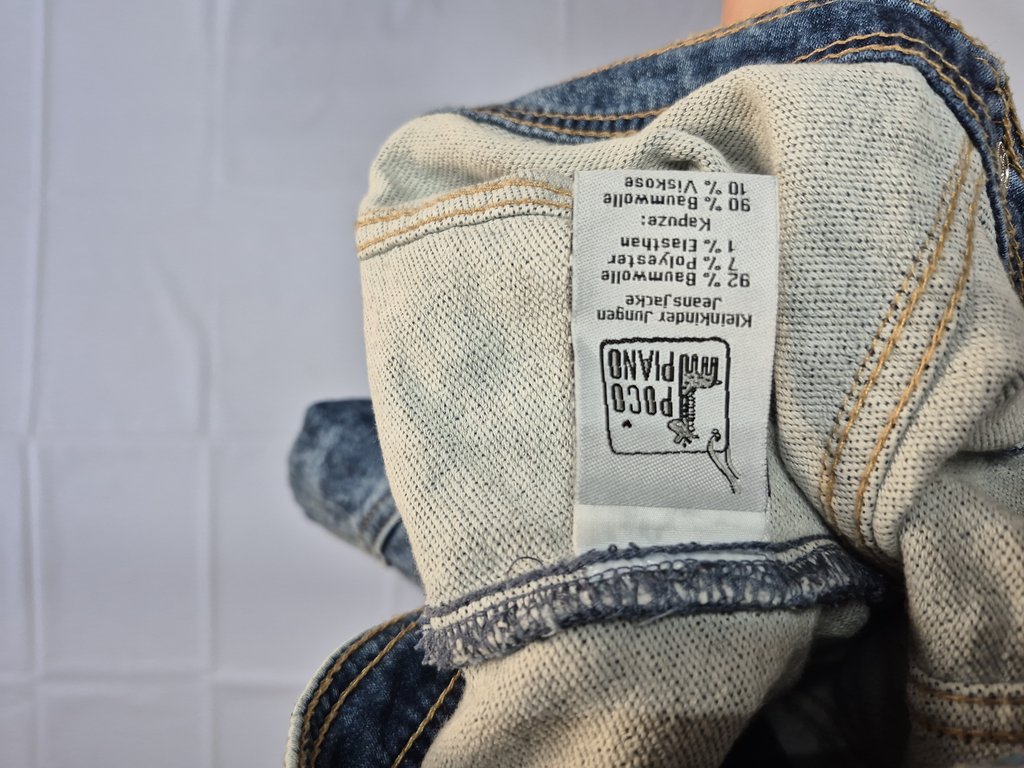 POCO
PIANO
Kleinkinder Jungen
Jeansjacke
92 % Baumwolle
7 % Polyester
1 % Elasthan
Kapuze:
90 % Baumwolle
10 % Viskose